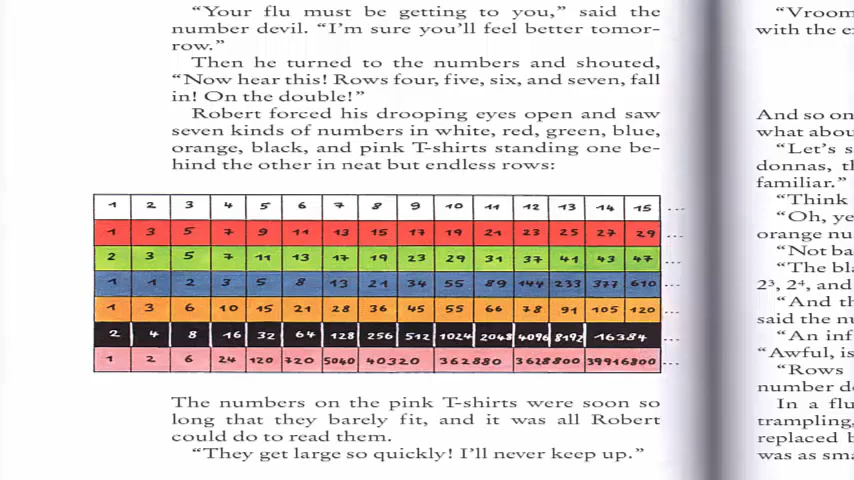 "Your flu must be getting to you," said the
number devil. "I'm sure you'll feel better tomor-
row."
Then he turned to the numbers and shouted,
"Now hear this! Rows four, five, six, and seven, fall
in! On the double!"
Robert forced his drooping eyes open and saw
seven kinds of numbers in white, red, green, blue,
orange, black, and pink T-shirts standing one be-
hind the other in neat but endless rows:
1 2 3 4 5 6 7 8 9 10 11 12 13 14 15 ...
1 3 5 7 9 11 13 15 17 19 21 23 25 27 29 ...
2 3 5 7 11 13 17 19 23 29 31 37 41 43 47 ...
1 1 2 3 5 8 13 21 34 55 89 144 233 377 610 ...
1 3 6 10 15 21 28 36 45 55 66 78 91 105 120 ...
2 4 8 16 32 64 128 256 512 1024 2048 4096 8192 16384 ...
1 2 6 24 120 720 5040 40320 362880 3628800 39916800 ...
The numbers on the pink T-shirts were soon so
long that they barely fit, and it was all Robert
could do to read them.
"They get large so quickly! I'll never keep up."
"Vroom
with the e
And so on
what abou
"Let's s
donnas, th
familiar."
"Think
"Oh, ye
orange nu
"Not ba
"The bla
2³, 2⁴, and
"And th
said the nu
"An inf
"Awful, is
"Rows
number de
In a flu
trampling,
replaced b
was as sma